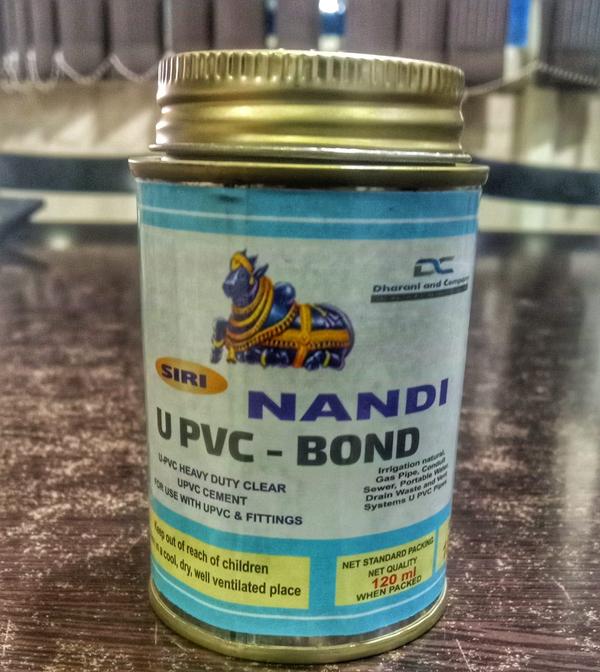 DC
Dharani and Company
SIRI
NANDI
U PVC - BOND
U-PVC HEAVY DUTY CLEAR
UPVC CEMENT
FOR USE WITH UPVC & FITTINGS
Irrigation natural,
Gas Pipe, Conduit
Sewer, Portable Water
Drain Waste and Vent
Systems U PVC Pipes
Keep out of reach of children
in a cool, dry, well ventilated place
NET STANDARD PACKING
NET QUALITY
120 ml
WHEN PACKED